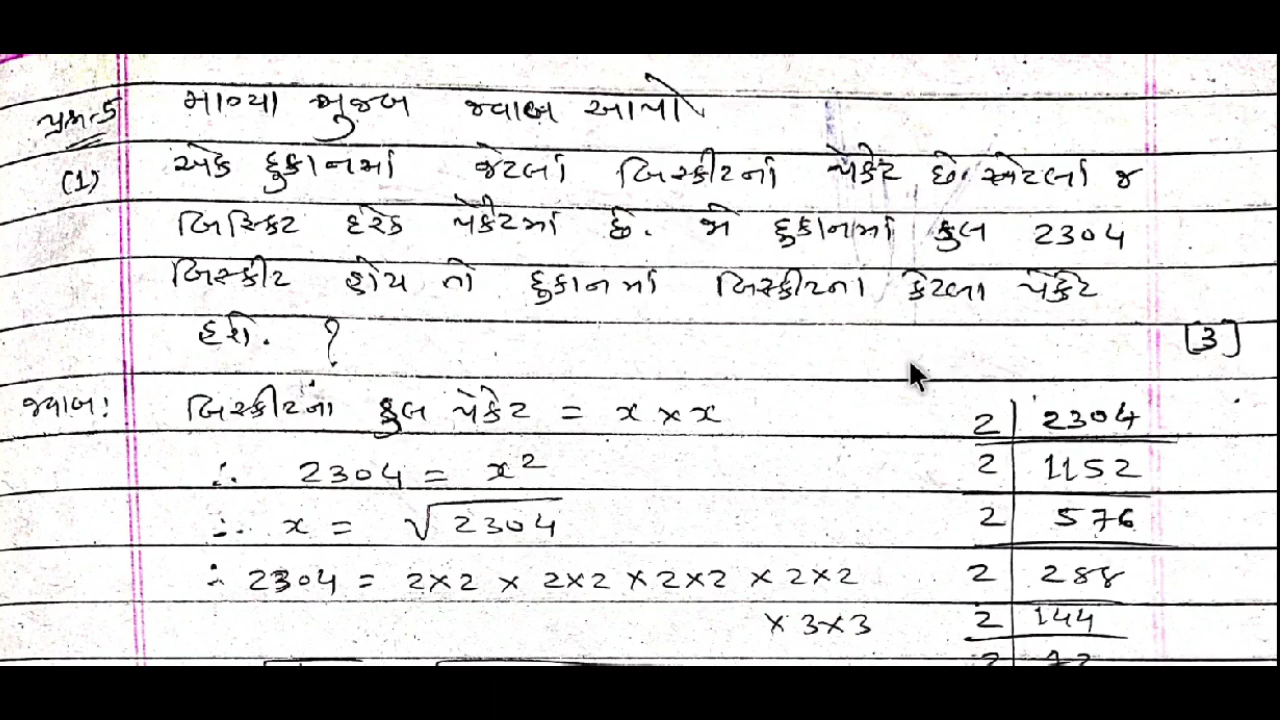 પ્રશ્ન-5 માગ્યા મુજબ જવાબ આપો
(1) એક દુકાનમાં જેટલાં બિસ્કીટનાં પેકેટ છે. એટલાં જ
બિસ્કિટ દરેક પેકેટમાં છે. જો દુકાનમાં કુલ 2304
બિસ્કીટ હોય તો દુકાનમાં બિસ્કીટના કેટલા પેકેટ
હશે. ?
[3]
જવાબ: બિસ્કીટનાં કુલ પેકેટ = x × x
∴ 2304 = x²
∴ x = √2304
∴ 2304 = 2×2 × 2×2 × 2×2 × 2×2
× 3×3
2 | 2304
2 | 1152
2 | 576
2 | 288
2 | 144
2 | 72